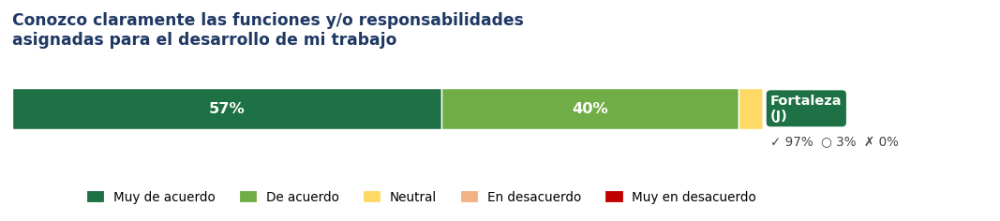 Conozco claramente las funciones y/o responsabilidades
asignadas para el desarrollo de mi trabajo
57%
40%
Fortaleza
(J)
✓ 97%  ○ 3%  ✗ 0%
Muy de acuerdo
De acuerdo
Neutral
En desacuerdo
Muy en desacuerdo